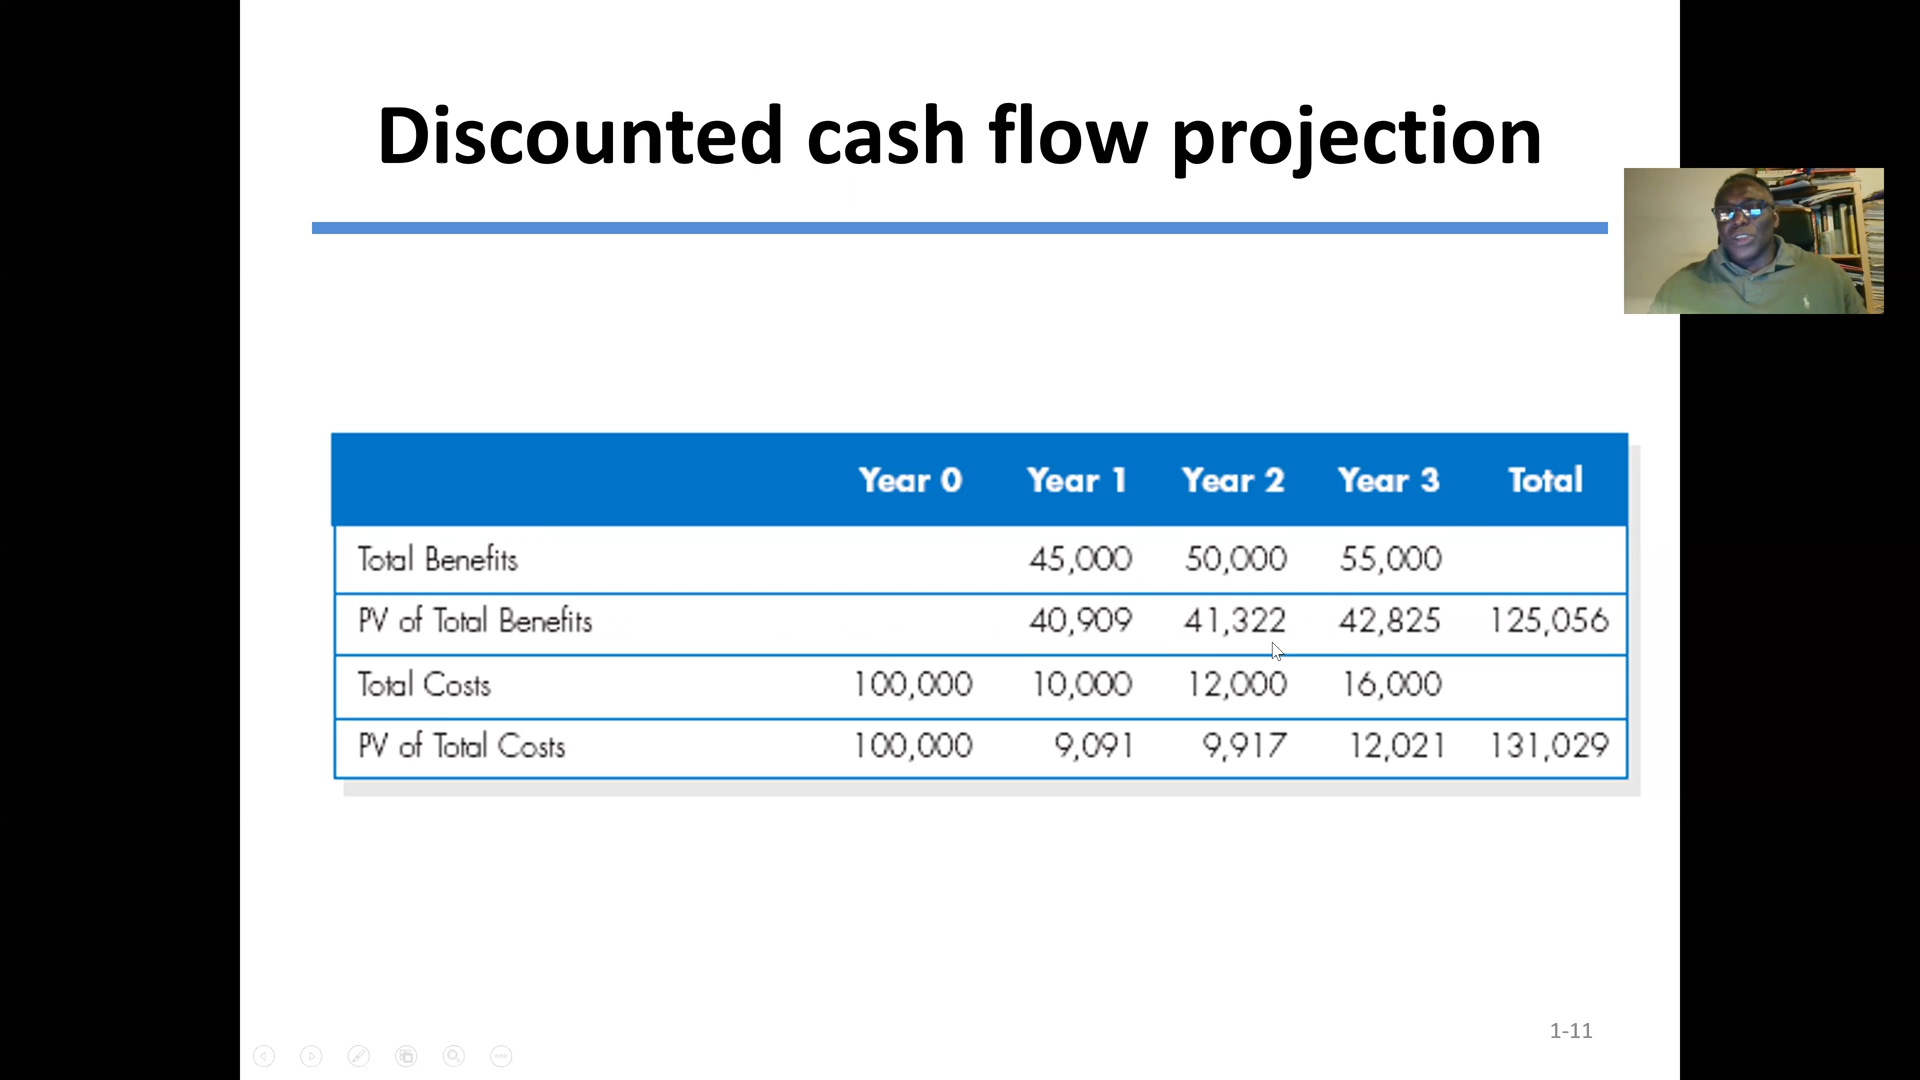 Discounted cash flow projection
Year 0 Year 1 Year 2 Year 3 Total
Total Benefits 45,000 50,000 55,000
PV of Total Benefits 40,909 41,322 42,825 125,056
Total Costs 100,000 10,000 12,000 16,000
PV of Total Costs 100,000 9,091 9,917 12,021 131,029
1-11